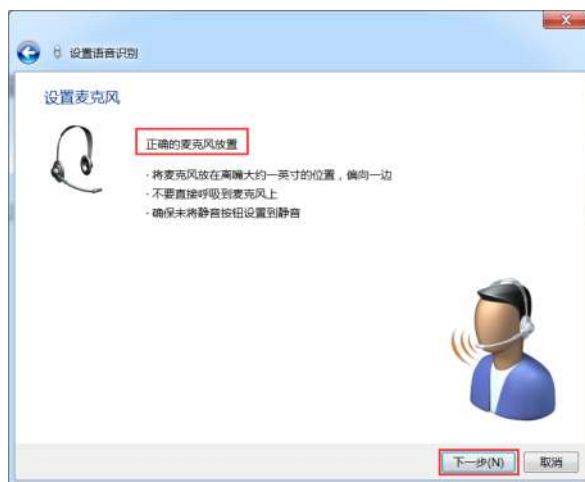 设置语音识别
设置麦克风
正确的麦克风放置
·将麦克风放在离嘴大约一英寸的位置，偏向一边
·不要直接呼吸到麦克风上
·确保未将静音按钮设置到静音
下一步(N)
取消